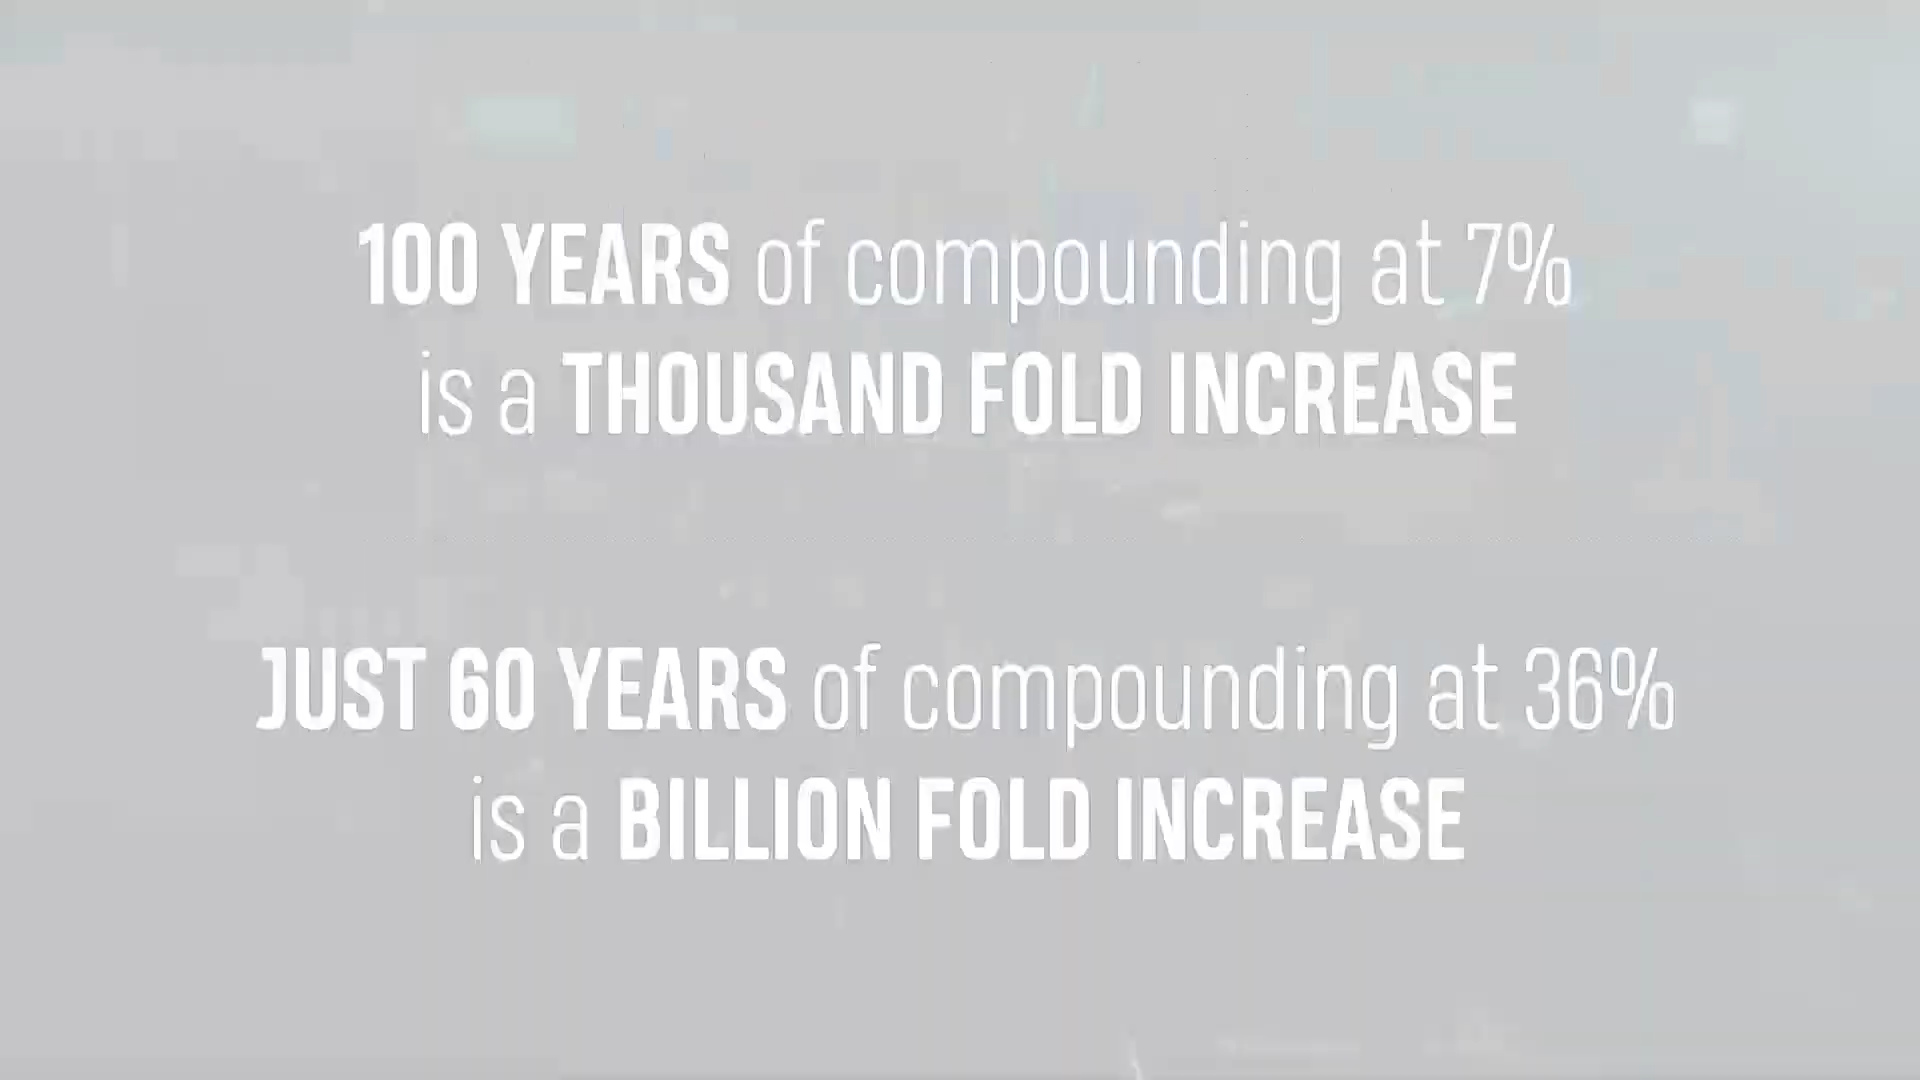 100 YEARS of compounding at 7%
is a THOUSAND FOLD INCREASE
JUST 60 YEARS of compounding at 36%
is a BILLION FOLD INCREASE